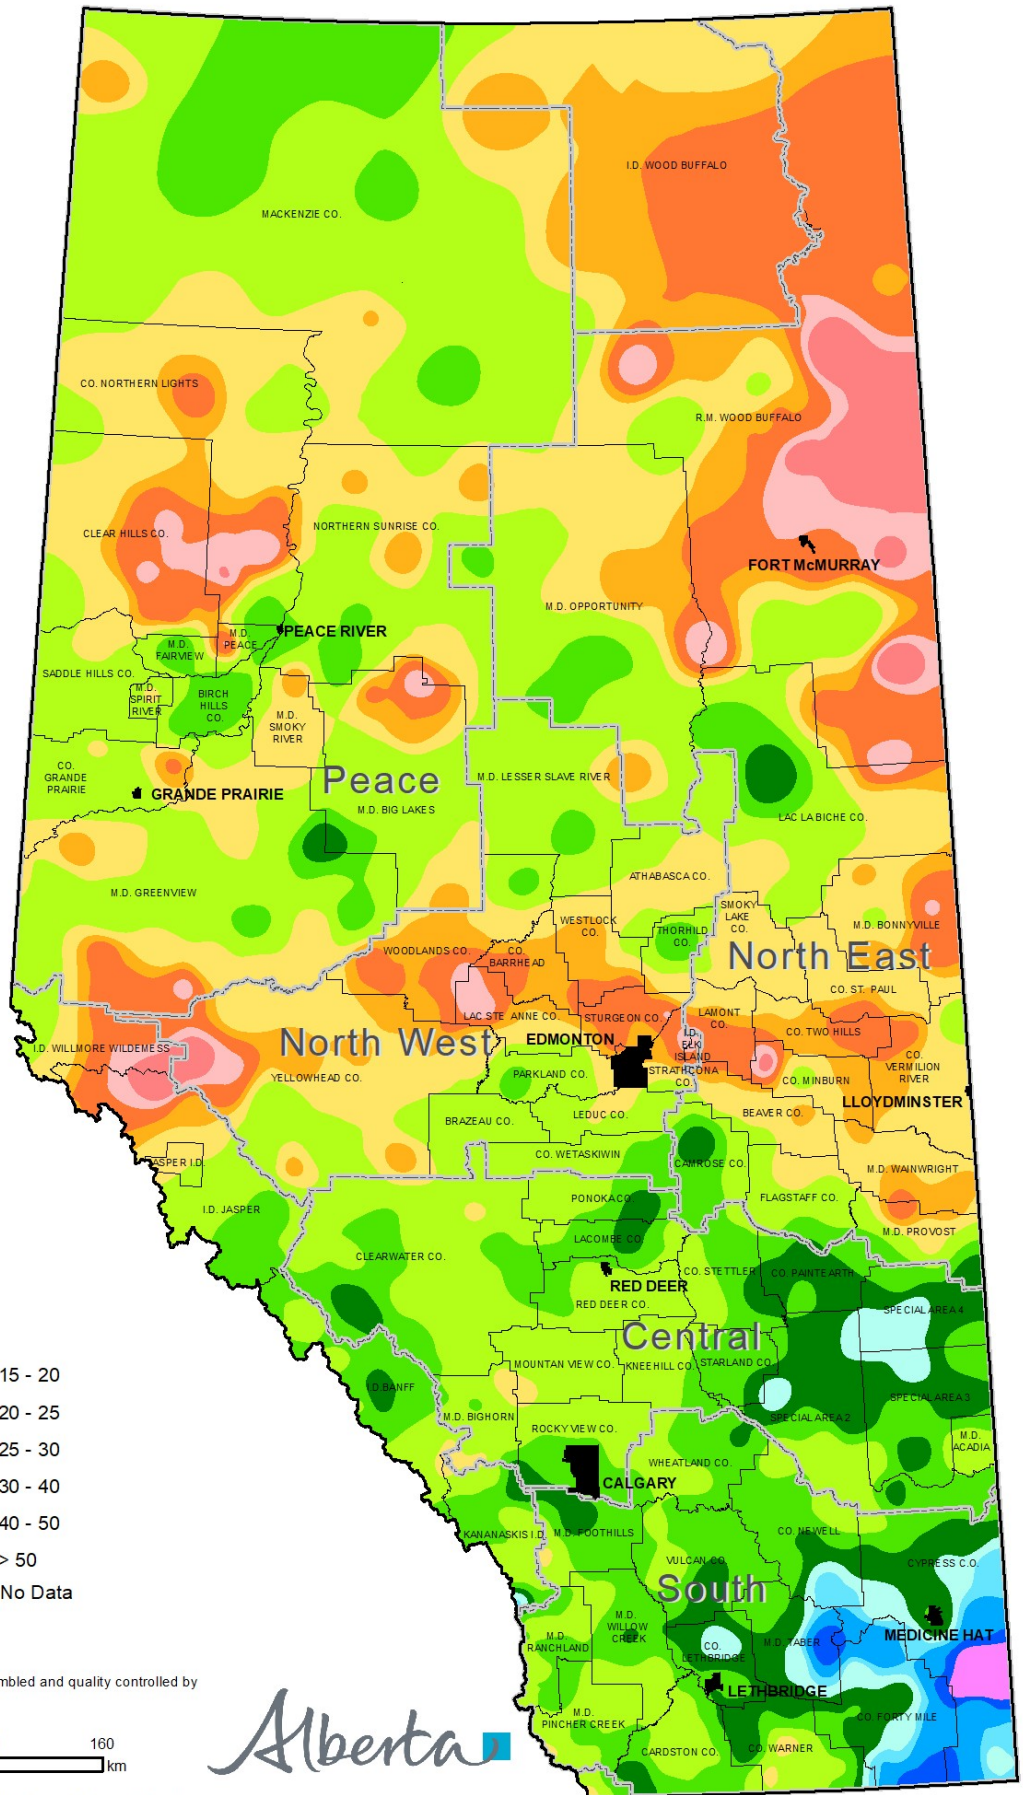 I.D. WOOD BUFFALO
MACKENZIE CO.
CO. NORTHERN LIGHTS
R.M. WOOD BUFFALO
CLEAR HILLS CO.
NORTHERN SUNRISE CO.
FORT McMURRAY
M.D. OPPORTUNITY
PEACE RIVER
M.D.
PEACE
M.D.
FAIRVIEW
SADDLE HILLS CO.
M.D.
SPIRIT
RIVER
BIRCH
HILLS
CO.
M.D.
SMOKY
RIVER
CO.
GRANDE
PRAIRIE
GRANDE PRAIRIE
Peace
M.D. LESSER SLAVE RIVER
M.D. BIG LAKES
LAC LA BICHE CO.
M.D. GREENVIEW
ATHABASCA CO.
SMOKY
LAKE
CO.
WESTLOCK
CO.
THORHILD
CO.
M.D. BONNYVILLE
WOODLANDS CO.
CO.
BARRHEAD
North East
CO. ST. PAUL
LAC STE ANNE CO.
STURGEON CO.
LAMONT
CO.
CO. TWO HILLS
I.D. WILLMORE WILDERNESS
North West
EDMONTON
I.D.
ELK
ISLAND
CO.
VERMILION
RIVER
YELLOWHEAD CO.
PARKLAND CO.
STRATHCONA
CO.
CO. MINBURN
LLOYDMINSTER
BRAZEAU CO.
LEDUC CO.
BEAVER CO.
JASPER I.D.
CO. WETASKIWIN
CAMROSE CO.
M.D. WAINWRIGHT
PONOKA CO.
FLAGSTAFF CO.
I.D. JASPER
M.D. PROVOST
CLEARWATER CO.
LACOMBE CO.
CO. STETTLER
CO. PAINTEARTH
RED DEER
RED DEER CO.
SPECIAL AREA 4
Central
MOUNTAN VIEW CO.
KNEEHILL CO.
STARLAND CO.
I.D.BANFF
SPECIAL AREA 3
M.D. BIGHORN
ROCKY VIEW CO.
SPECIAL AREA 2
M.D.
ACADIA
WHEATLAND CO.
CALGARY
KANANASKIS I.D.
M.D. FOOTHILLS
CO. NEWELL
VULCAN CO.
CYPRESS C.O.
South
M.D.
WILLOW
CREEK
M.D.
RANCHLAND
CO.
LETHBRIDGE
M.D. TABER
MEDICINE HAT
LETHBRIDGE
M.D.
PINCHER CREEK
CO. FORTY MILE
CARDSTON CO.
CO. WARNER
15 - 20
20 - 25
25 - 30
30 - 40
40 - 50
> 50
No Data
mbled and quality controlled by
160
km
Alberta